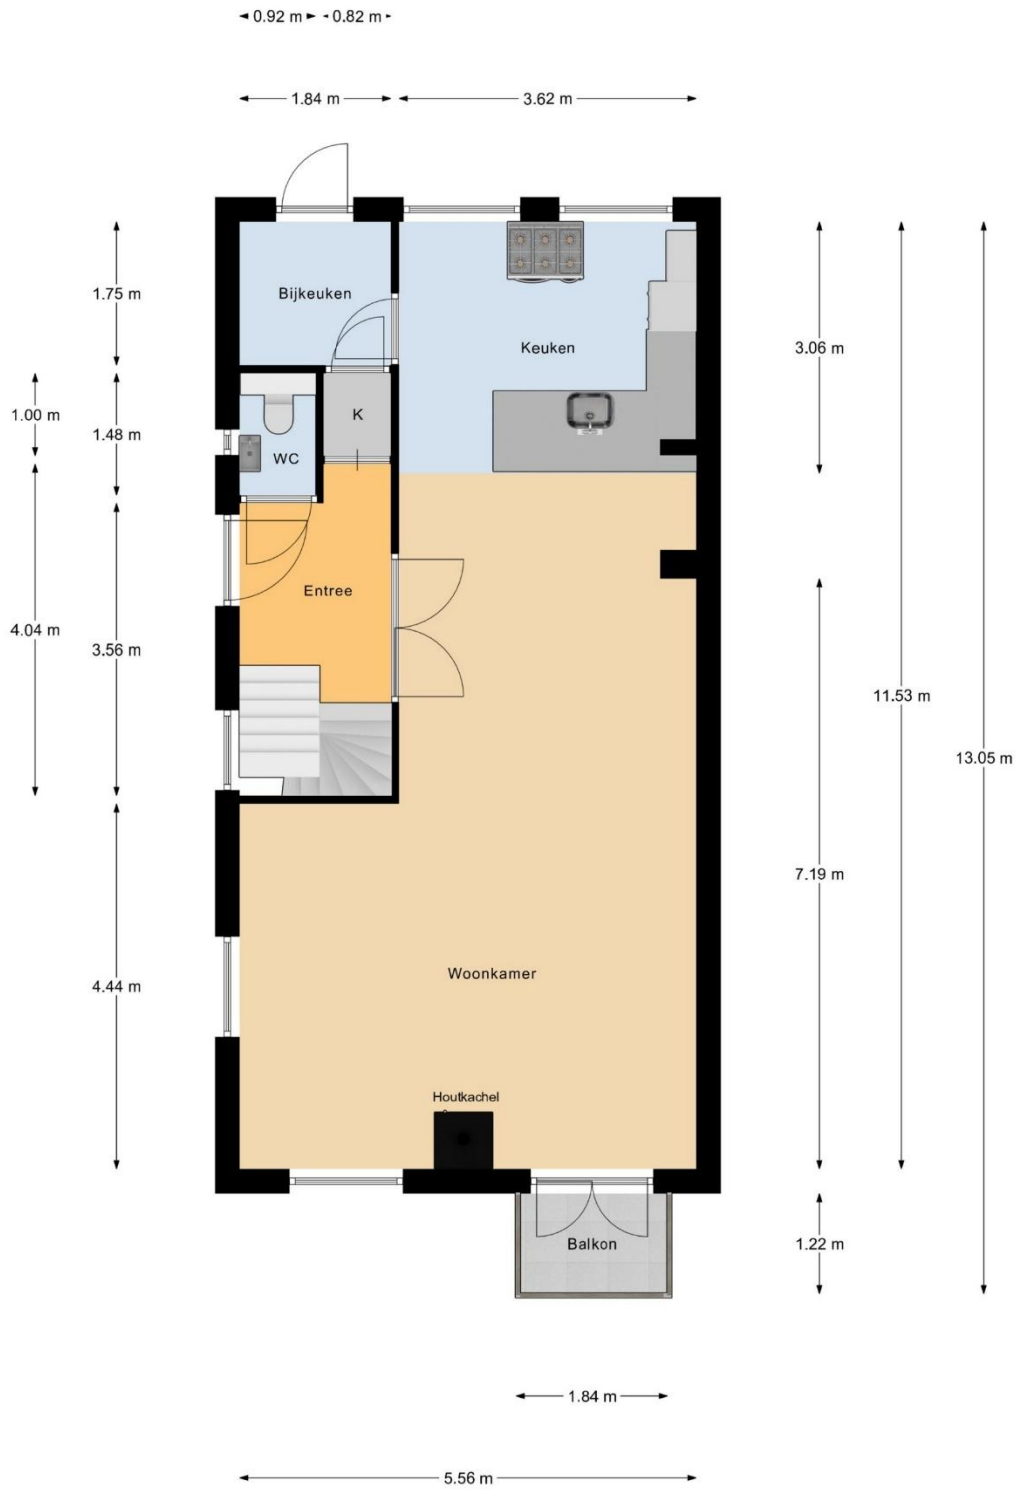 0.92 m
0.82 m
1.84 m
3.62 m
1.75 m
Bijkeuken
Keuken
3.06 m
1.00 m
1.48 m
K
WC
Entree
4.04 m
3.56 m
11.53 m
13.05 m
7.19 m
4.44 m
Woonkamer
Houtkachel
Balkon
1.22 m
1.84 m
5.56 m